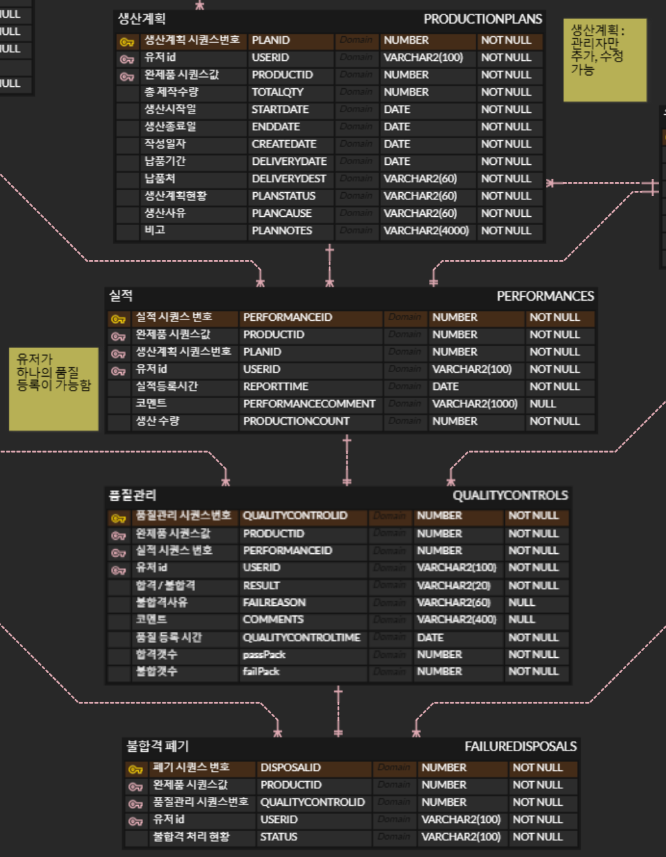 ULL
ULL
ULL
ULL
생산계획 PRODUCTIONPLANS
생산계획 시퀀스번호 PLANID Domain NUMBER NOT NULL
유저 id USERID Domain VARCHAR2(100) NOT NULL
완제품 시퀀스값 PRODUCTID Domain NUMBER NOT NULL
총 제작수량 TOTALQTY Domain NUMBER NOT NULL
생산시작일 STARTDATE Domain DATE NOT NULL
생산종료일 ENDDATE Domain DATE NOT NULL
작성일자 CREATEDATE Domain DATE NOT NULL
납품기간 DELIVERYDATE Domain DATE NOT NULL
납품처 DELIVERYDEST Domain VARCHAR2(60) NOT NULL
생산계획현황 PLANSTATUS Domain VARCHAR2(60) NOT NULL
생산사유 PLANCAUSE Domain VARCHAR2(60) NOT NULL
비고 PLANNOTES Domain VARCHAR2(4000) NOT NULL
생산계획 :
관리자만
추가, 수정
가능
실적 PERFORMANCES
실적 시퀀스 번호 PERFORMANCEID Domain NUMBER NOT NULL
완제품 시퀀스값 PRODUCTID Domain NUMBER NOT NULL
생산계획 시퀀스번호 PLANID Domain NUMBER NOT NULL
유저 id USERID Domain VARCHAR2(100) NOT NULL
실적등록시간 REPORTTIME Domain DATE NOT NULL
코멘트 PERFORMANCECOMMENT Domain VARCHAR2(1000) NULL
생산 수량 PRODUCTIONCOUNT Domain NUMBER NOT NULL
유저가
하나의 품질
등록이 가능함
품질관리 QUALITYCONTROLS
품질관리 시퀀스번호 QUALITYCONTROLID Domain NUMBER NOT NULL
완제품 시퀀스값 PRODUCTID Domain NUMBER NOT NULL
실적 시퀀스 번호 PERFORMANCEID Domain NUMBER NOT NULL
유저 id USERID Domain VARCHAR2(100) NOT NULL
합격 / 불합격 RESULT Domain VARCHAR2(20) NOT NULL
불합격사유 FAILREASON Domain VARCHAR2(60) NULL
코멘트 COMMENTS Domain VARCHAR2(400) NULL
품질 등록 시간 QUALITYCONTROLTIME Domain DATE NOT NULL
합격갯수 passPack Domain NUMBER NOT NULL
불합갯수 failPack Domain NUMBER NOT NULL
불합격 폐기 FAILUREDISPOSALS
폐기 시퀀스 번호 DISPOSALID Domain NUMBER NOT NULL
완제품 시퀀스값 PRODUCTID Domain NUMBER NOT NULL
품질관리 시퀀스번호 QUALITYCONTROLID Domain NUMBER NOT NULL
유저 id USERID Domain VARCHAR2(100) NOT NULL
불합격 처리 현황 STATUS Domain VARCHAR2(100) NOT NULL